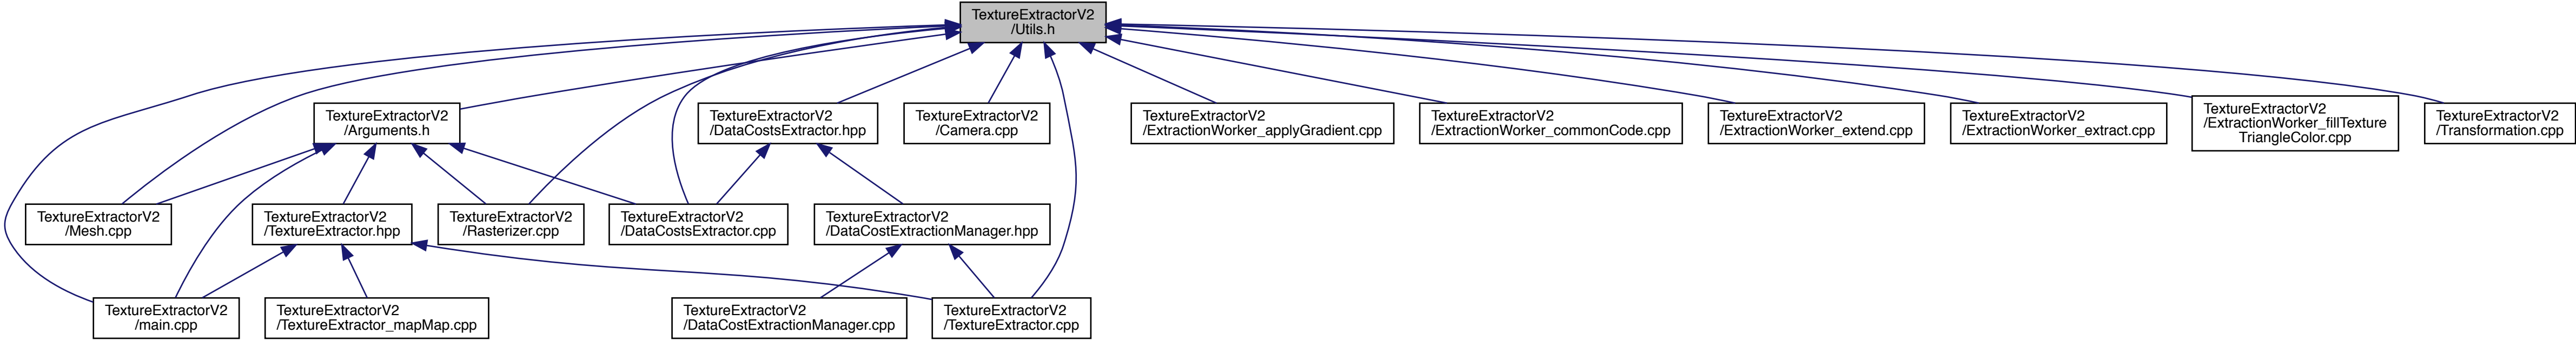 TextureExtractorV2
/Utils.h
TextureExtractorV2
/Arguments.h
TextureExtractorV2
/DataCostsExtractor.hpp
TextureExtractorV2
/Camera.cpp
TextureExtractorV2
/ExtractionWorker_applyGradient.cpp
TextureExtractorV2
/ExtractionWorker_commonCode.cpp
TextureExtractorV2
/ExtractionWorker_extend.cpp
TextureExtractorV2
/ExtractionWorker_extract.cpp
TextureExtractorV2
/ExtractionWorker_fillTexture
TriangleColor.cpp
TextureExtractorV2
/Transformation.cpp
TextureExtractorV2
/Mesh.cpp
TextureExtractorV2
/TextureExtractor.hpp
TextureExtractorV2
/Rasterizer.cpp
TextureExtractorV2
/DataCostsExtractor.cpp
TextureExtractorV2
/DataCostExtractionManager.hpp
TextureExtractorV2
/main.cpp
TextureExtractorV2
/TextureExtractor_mapMap.cpp
TextureExtractorV2
/DataCostExtractionManager.cpp
TextureExtractorV2
/TextureExtractor.cpp